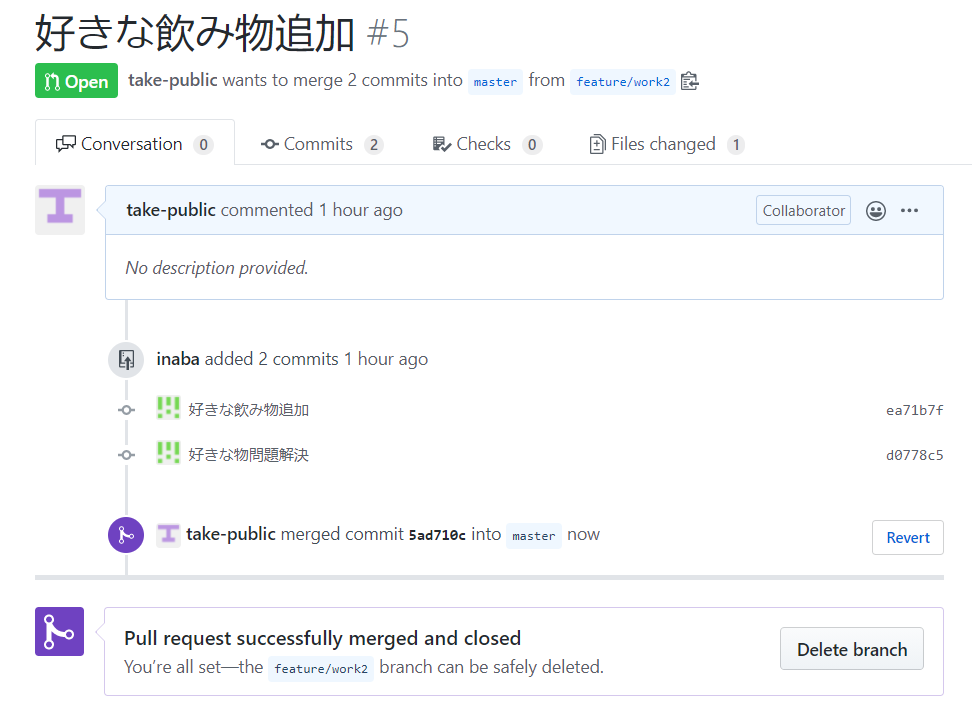 好きな飲み物追加 #5
Open take-public wants to merge 2 commits into master from feature/work2
Conversation 0 Commits 2 Checks 0 Files changed 1
take-public commented 1 hour ago Collaborator
No description provided.
inaba added 2 commits 1 hour ago
好きな飲み物追加 ea71b7f
好きな物問題解決 d0778c5
take-public merged commit 5ad710c into master now Revert
Pull request successfully merged and closed
You’re all set—the feature/work2 branch can be safely deleted.
Delete branch